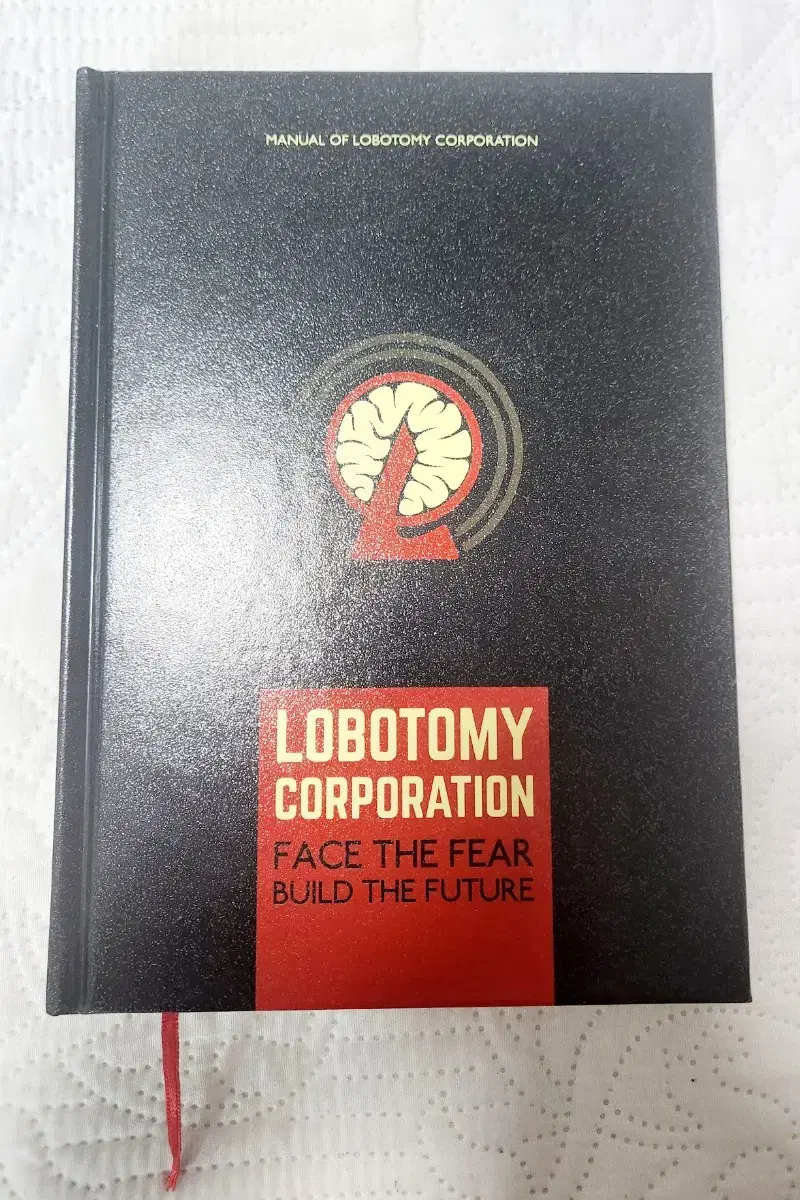 MANUAL OF LOBOTOMY CORPORATION
LOBOTOMY
CORPORATION
FACE THE FEAR
BUILD THE FUTURE